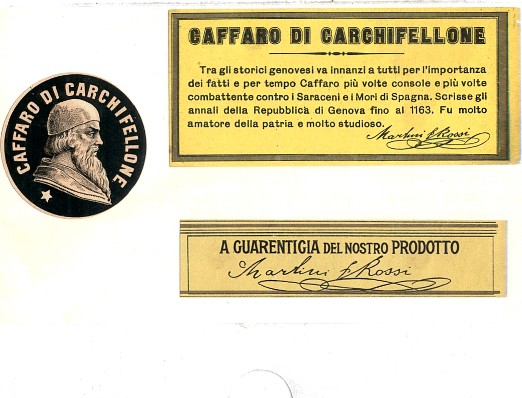 CAFFARO DI CARCHIFELLONE
CAFFARO DI CARCHIFELLONE
Tra gli storici genovesi va innanzi a tutti per l'importanza
dei fatti e per tempo Caffaro più volte console e più volte
combattente contro i Saraceni e i Mori di Spagna. Scrisse gli
annali della Repubblica di Genova fino al 1163. Fu molto
amatore della patria e molto studioso.
Martini & Rossi
A GUARENTIGIA DEL NOSTRO PRODOTTO
Martini & Rossi